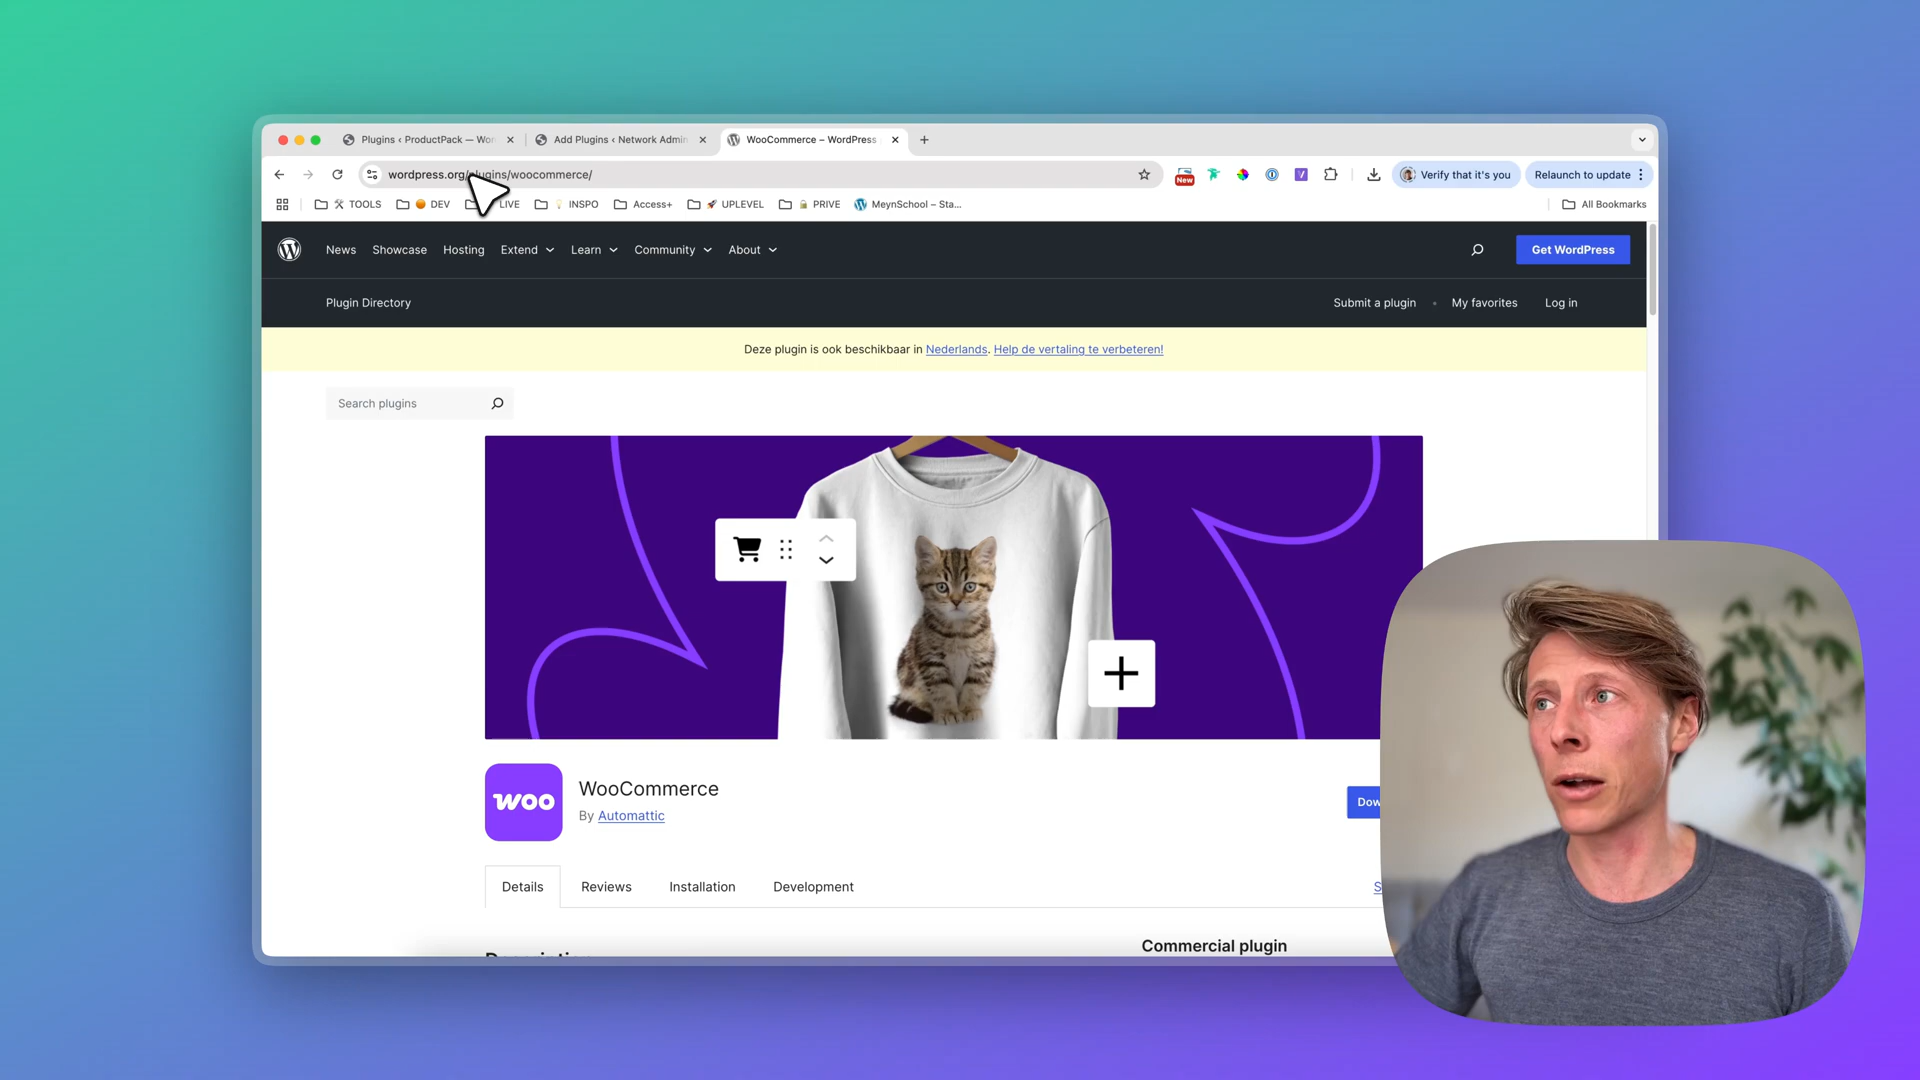 Plugins ‹ ProductPack — Wor
Add Plugins ‹ Network Admin
WooCommerce – WordPress
wordpress.org/plugins/woocommerce/
New
Verify that it's you
Relaunch to update
TOOLS
DEV
LIVE
INSPO
Access+
UPLEVEL
PRIVE
MeynSchool – Sta...
All Bookmarks
News
Showcase
Hosting
Extend
Learn
Community
About
Get WordPress
Plugin Directory
Submit a plugin
My favorites
Log in
Deze plugin is ook beschikbaar in Nederlands. Help de vertaling te verbeteren!
Search plugins
woo
WooCommerce
By Automattic
Dow
Details
Reviews
Installation
Development
S
Commercial plugin